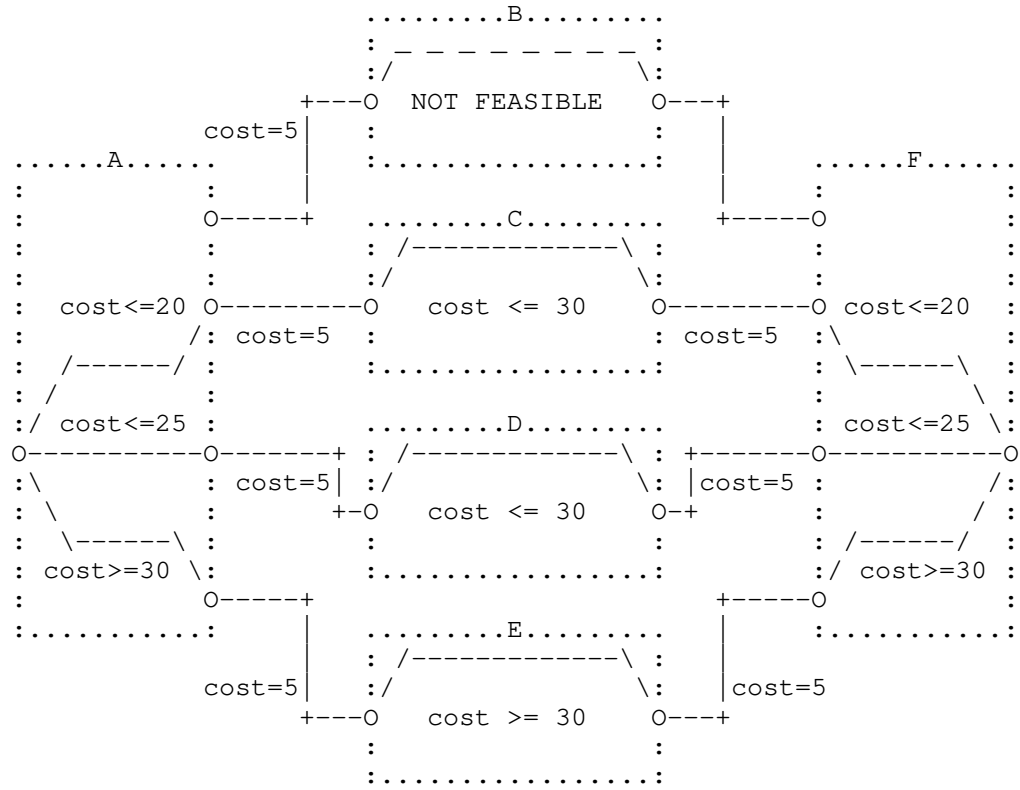 B
NOT FEASIBLE
cost=5
A
F
C
cost<=20
cost <= 30
cost<=20
cost=5
cost=5
cost<=25
D
cost<=25
cost=5
cost=5
cost <= 30
cost>=30
cost>=30
E
cost=5
cost=5
cost >= 30